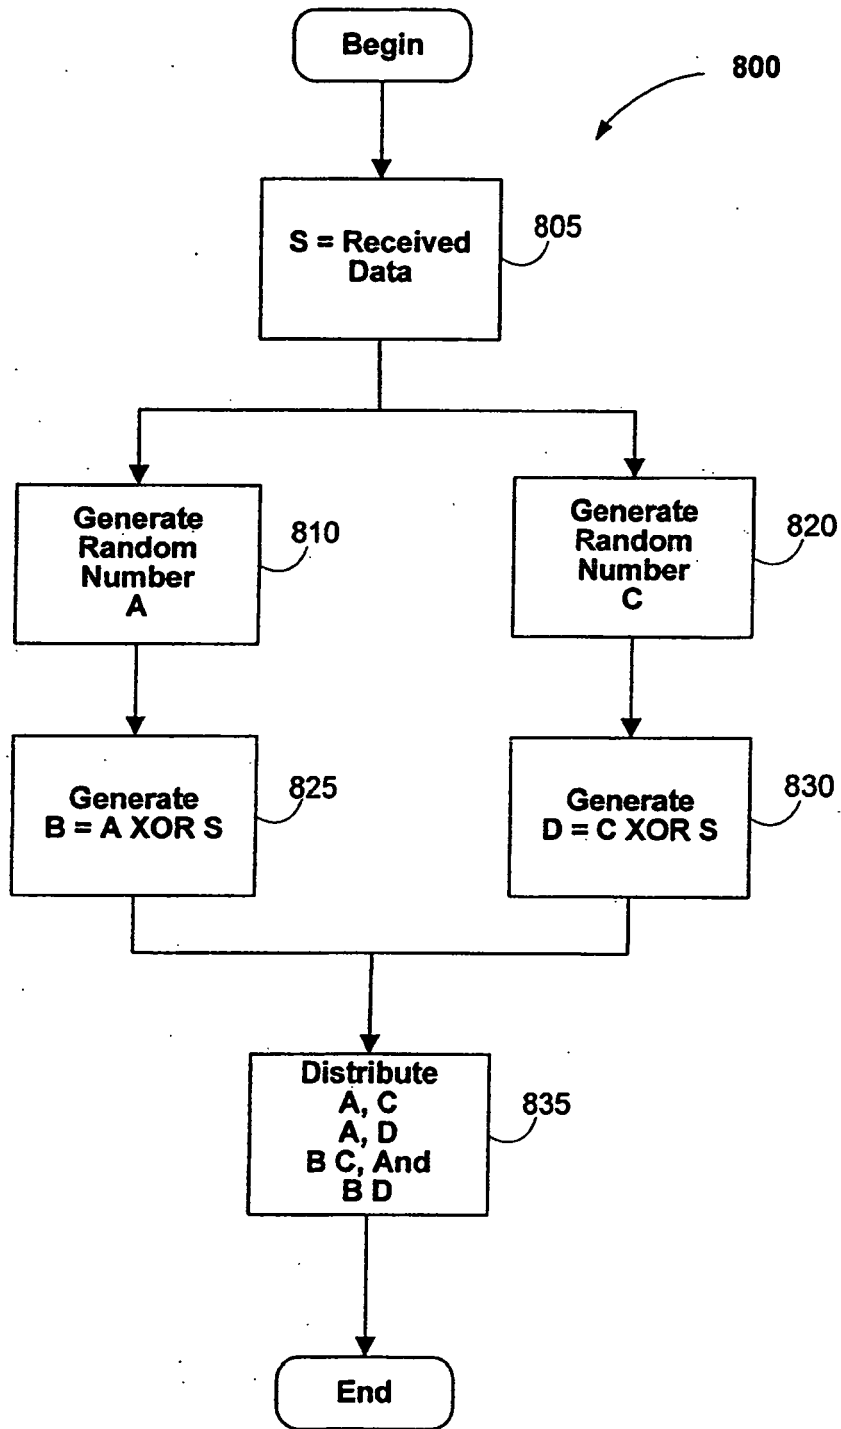 Begin
800
S = Received
Data
805
Generate
Random
Number
A
810
Generate
Random
Number
C
820
Generate
B = A XOR S
825
Generate
D = C XOR S
830
Distribute
A, C
A, D
B C, And
B D
835
End